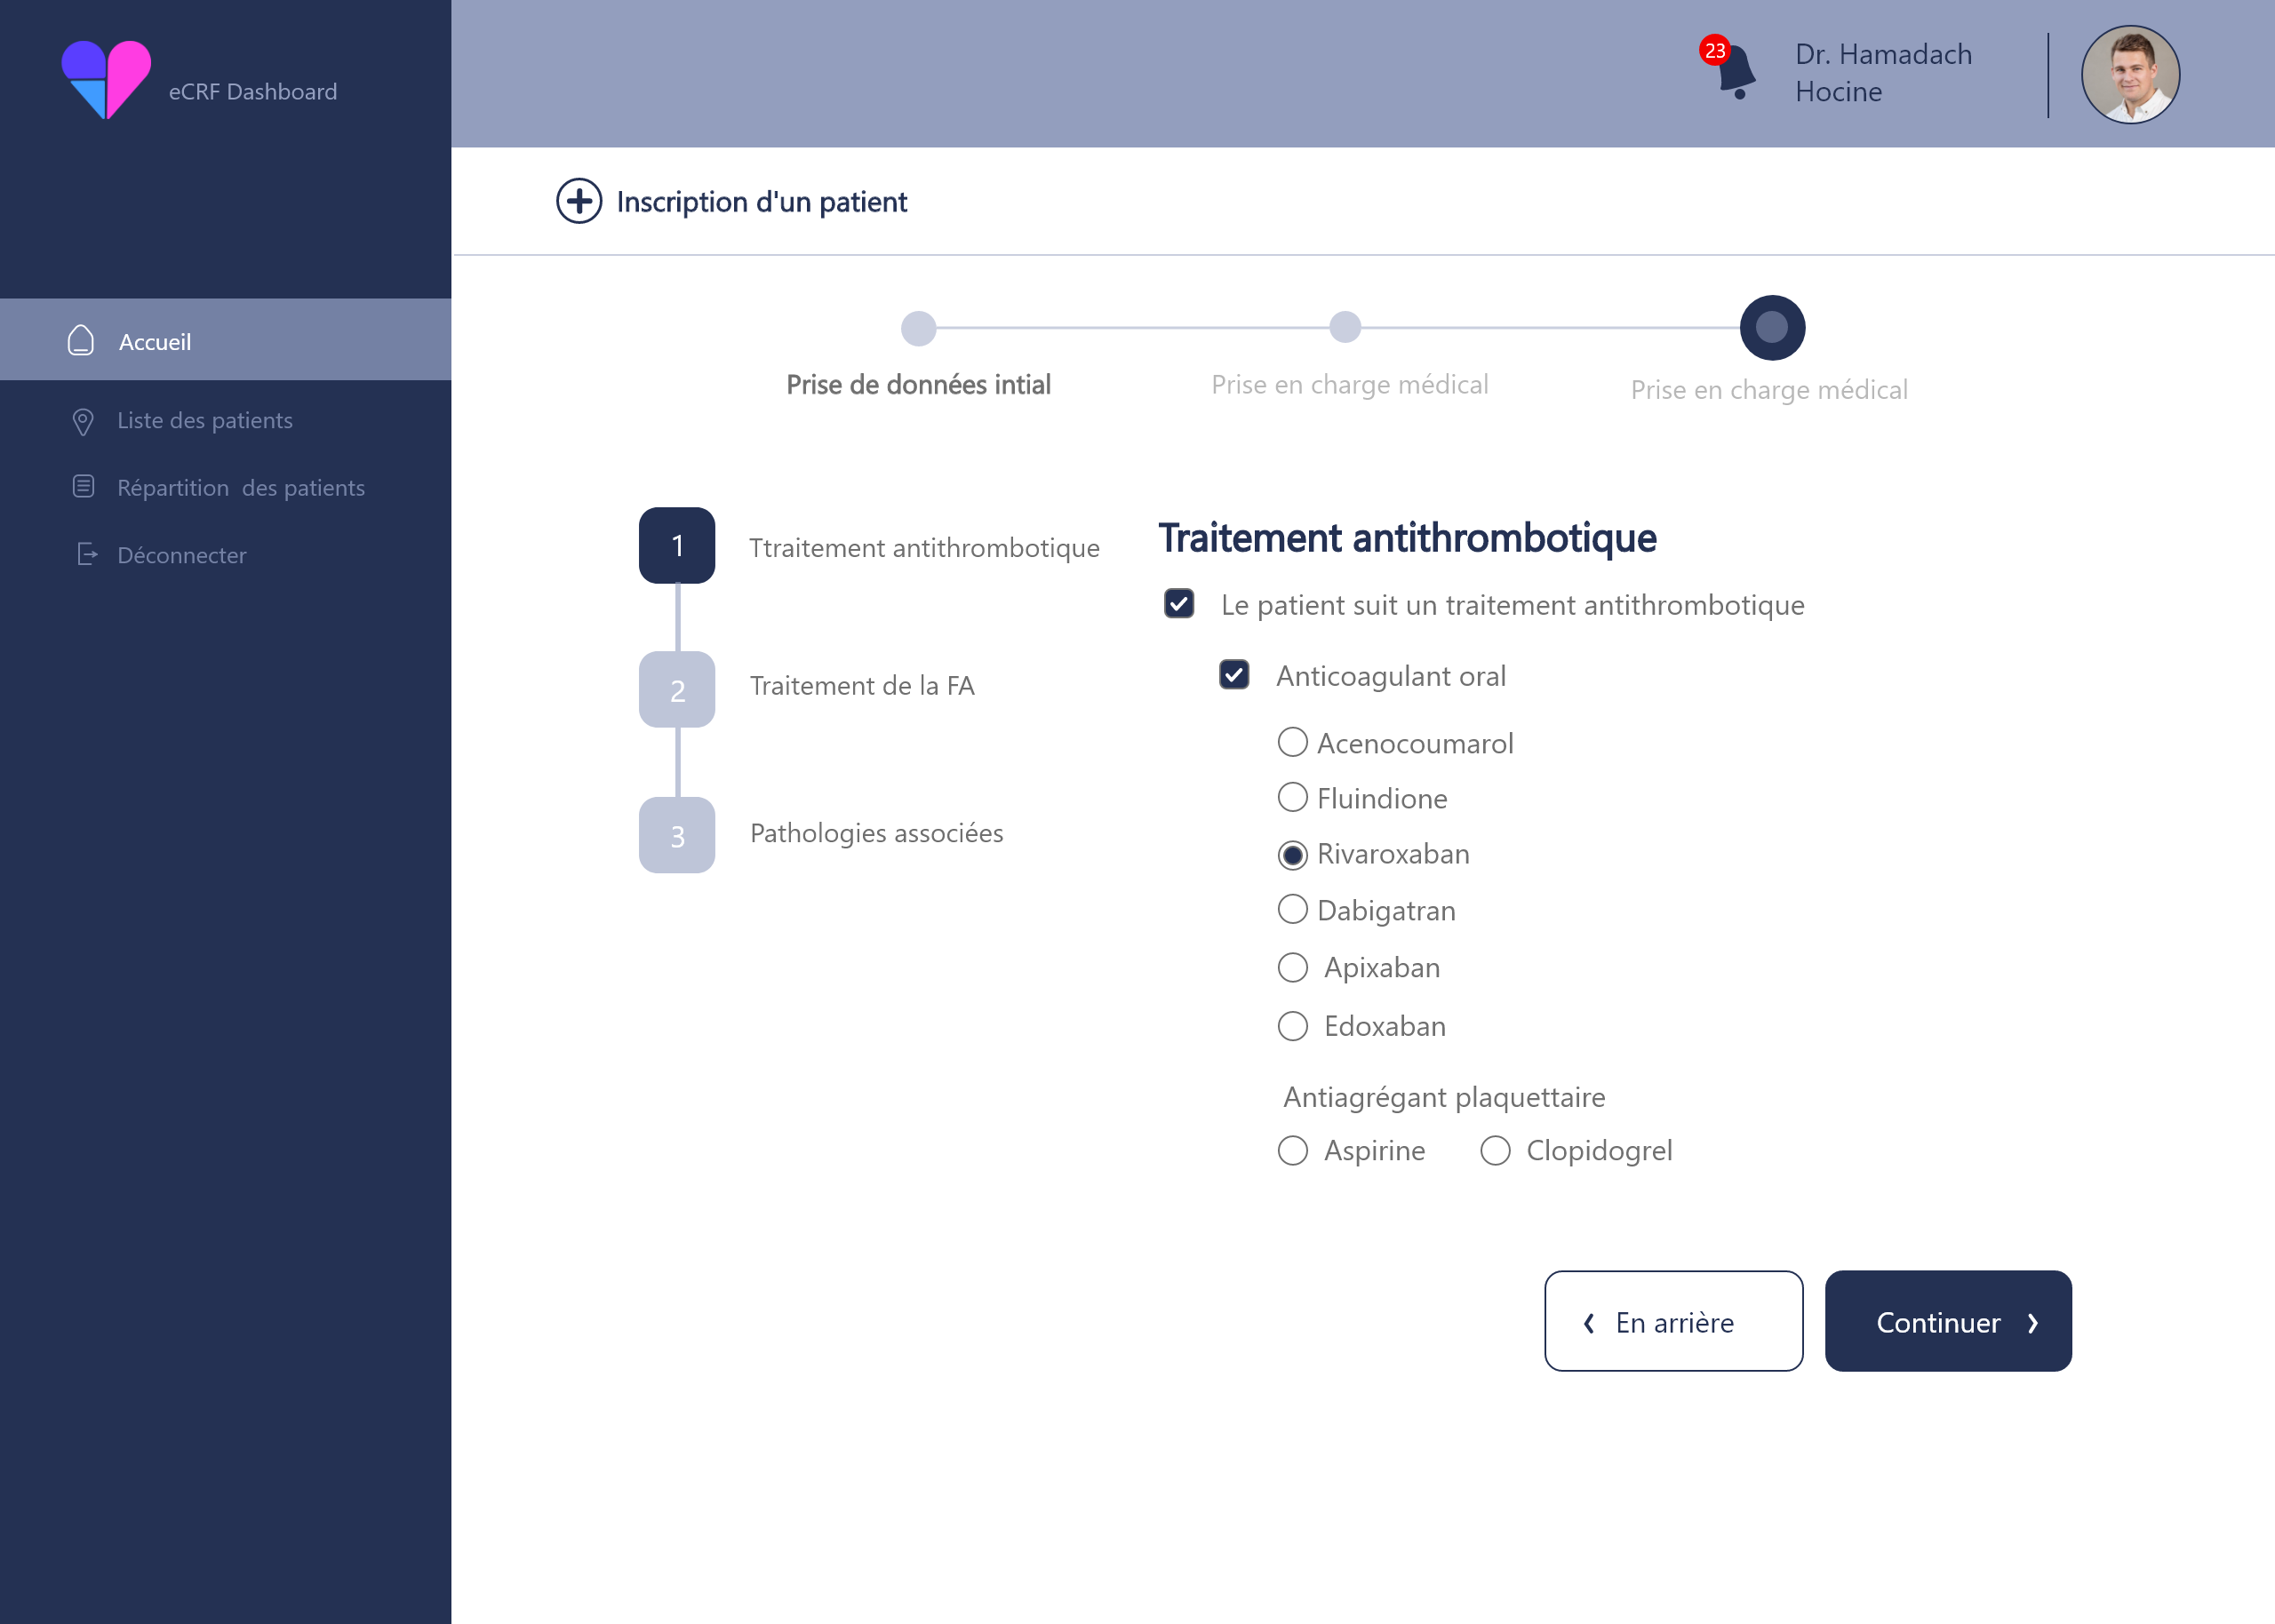 eCRF Dashboard
23
Dr. Hamadach
Hocine
Inscription d'un patient
Accueil
Liste des patients
Répartition  des patients
Déconnecter
Prise de données intial
Prise en charge médical
Prise en charge médical
1
Ttraitement antithrombotique
2
Traitement de la FA
3
Pathologies associées
Traitement antithrombotique
Le patient suit un traitement antithrombotique
Anticoagulant oral
Acenocoumarol
Fluindione
Rivaroxaban
Dabigatran
Apixaban
Edoxaban
Antiagrégant plaquettaire
Aspirine
Clopidogrel
En arrière
Continuer